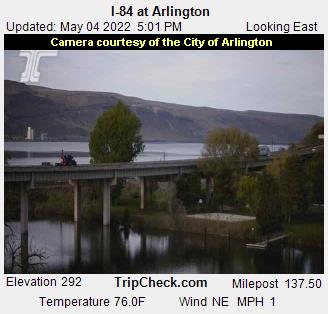 I-84 at Arlington
Updated: May 04 2022 5:01 PM Looking East
Camera courtesy of the City of Arlington
Elevation 292 TripCheck.com Milepost 137.50
Temperature 76.0F Wind NE MPH 1